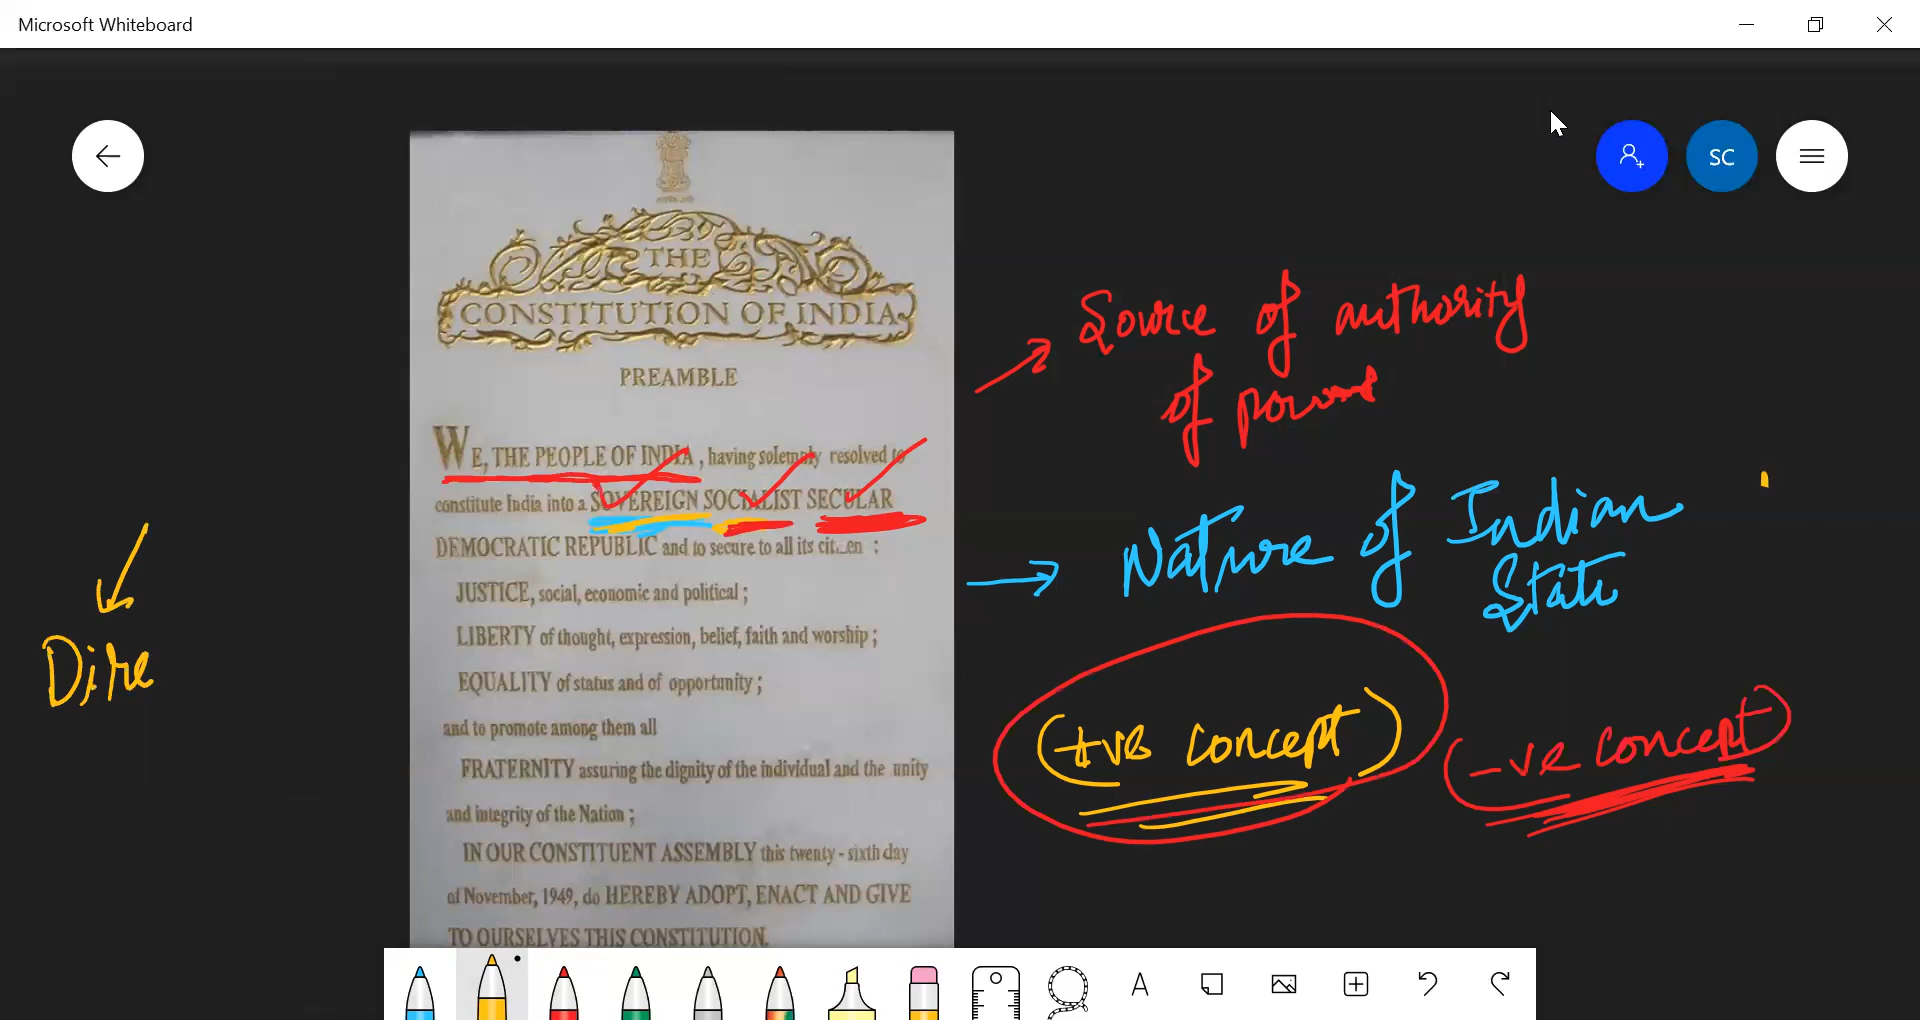 Microsoft Whiteboard
SC
THE
CONSTITUTION OF INDIA
PREAMBLE
WE, THE PEOPLE OF INDIA, having solemnly resolved to
constitute India into a SOVEREIGN SOCIALIST SECULAR
DEMOCRATIC REPUBLIC and to secure to all its citizen :
JUSTICE, social, economic and political ;
LIBERTY of thought, expression, belief, faith and worship ;
EQUALITY of status and of opportunity ;
and to promote among them all
FRATERNITY assuring the dignity of the individual and the unity
and integrity of the Nation ;
IN OUR CONSTITUENT ASSEMBLY this twenty - sixth day
of November, 1949, do HEREBY ADOPT, ENACT AND GIVE
TO OURSELVES THIS CONSTITUTION.
Source of authority
of power
Nature of Indian
State
(+ve concept)
(-ve concept)
Dire
A